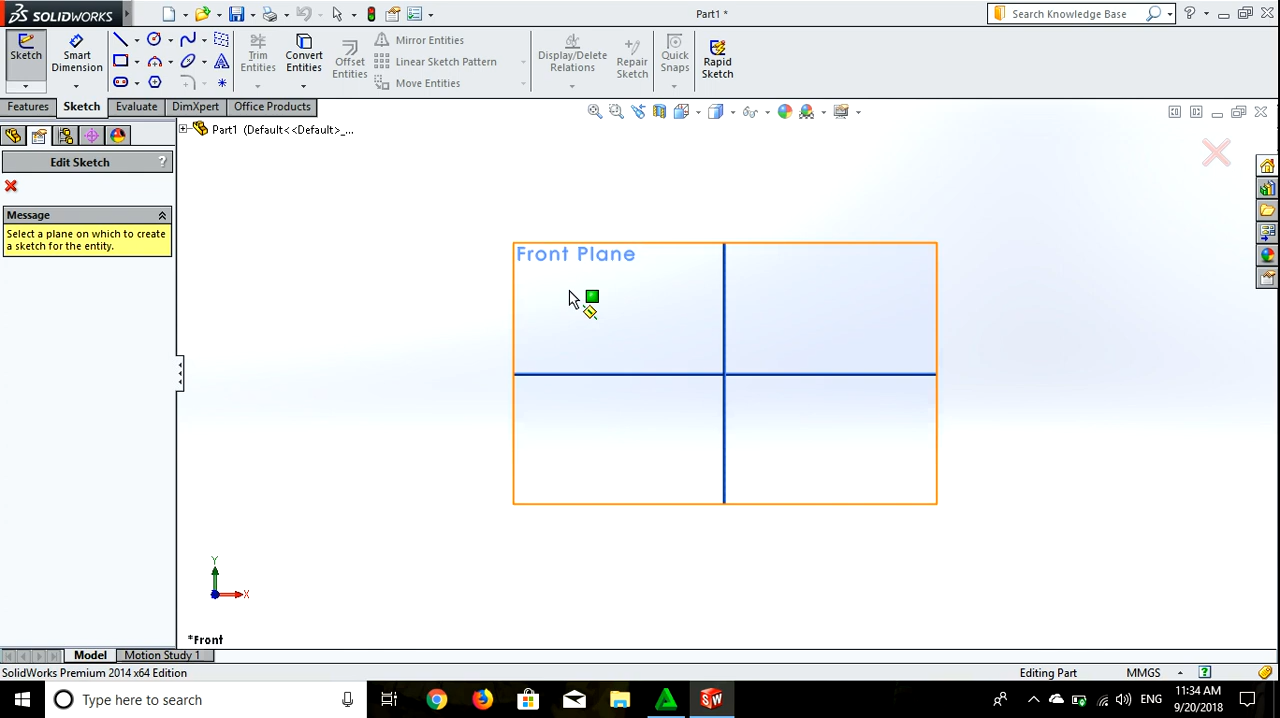 SOLIDWORKS
Part1 *
Search Knowledge Base
Sketch
Smart Dimension
Trim Entities
Convert Entities
Offset Entities
Mirror Entities
Linear Sketch Pattern
Move Entities
Display/Delete Relations
Repair Sketch
Quick Snaps
Rapid Sketch
Features
Sketch
Evaluate
DimXpert
Office Products
Part1 (Default<<Default>_...
Edit Sketch
?
Message
Select a plane on which to create
a sketch for the entity.
Front Plane
Y
X
*Front
Model
Motion Study 1
SolidWorks Premium 2014 x64 Edition
Editing Part
MMGS
?
Type here to search
ENG
11:34 AM
9/20/2018